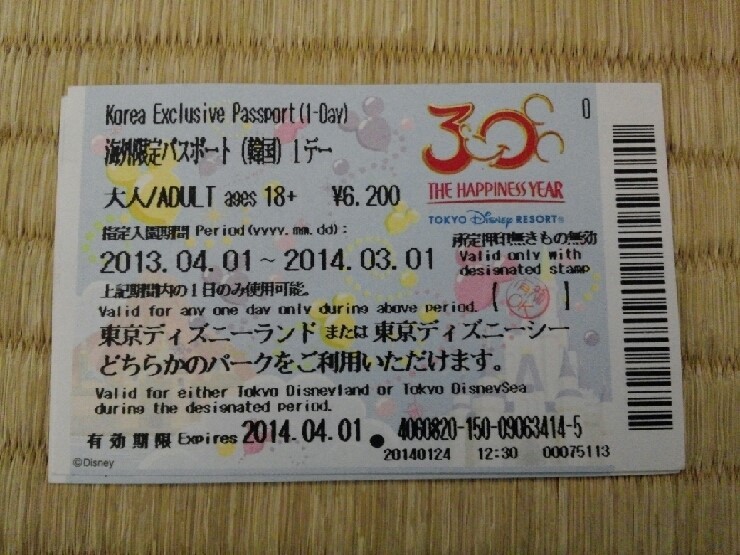 Korea Exclusive Passport(1-Day)
0
海外限定パスポート (韓国) 1デー
大人/ADULT ages 18+ ¥6.200
30
THE HAPPINESS YEAR
TOKYO Disney RESORT®
指定入園期間 Period(yyyy.mm.dd):
2013.04.01 ~ 2014.03.01
所定押印無きもの無効
Valid only with
designated stamp
上記期間内の1日のみ使用可能。
Valid for any one day only during above period.
【 】
東京ディズニーランド または 東京ディズニーシー
どちらかのパークをご利用いただけます。
Valid for either Tokyo Disneyland or Tokyo DisneySea
during the designated period.
有効期限 Expires 2014.04.01 ● 4060820-150-09063414-5
©Disney
20140124 12:30 00075113